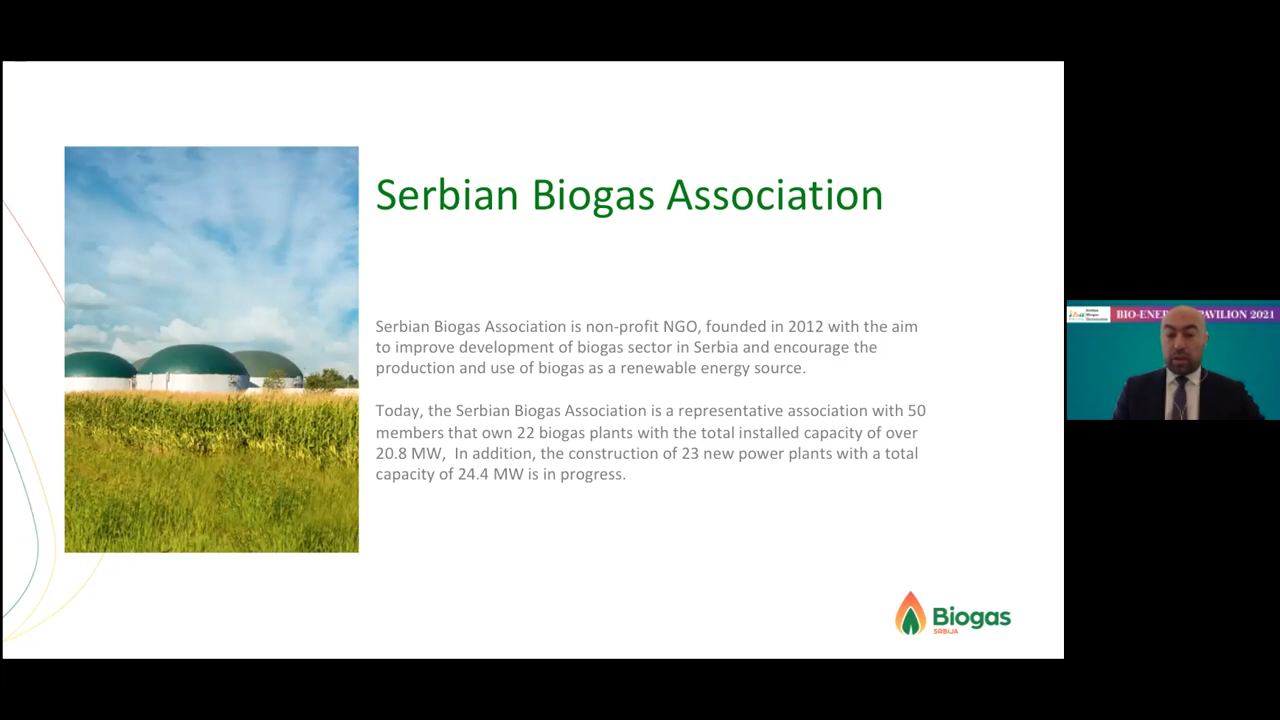 Serbian Biogas Association
Serbian Biogas Association is non-profit NGO, founded in 2012 with the aim
to improve development of biogas sector in Serbia and encourage the
production and use of biogas as a renewable energy source.
Today, the Serbian Biogas Association is a representative association with 50
members that own 22 biogas plants with the total installed capacity of over
20.8 MW,  In addition, the construction of 23 new power plants with a total
capacity of 24.4 MW is in progress.
Biogas
SRBIJA
PAVILION 2021